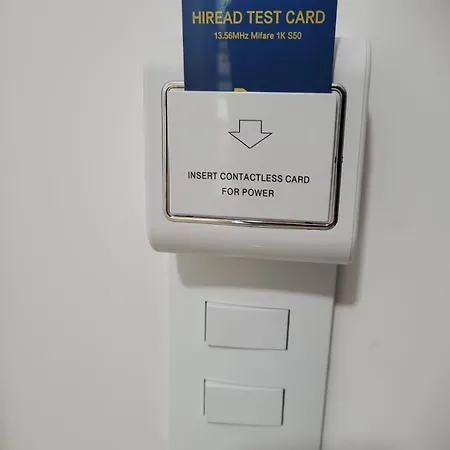 HIREAD TEST CARD
13.56MHz Mifare 1K S50
INSERT CONTACTLESS CARD
FOR POWER